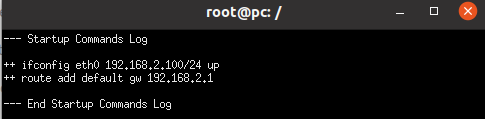 root@pc: /
--- Startup Commands Log
++ ifconfig eth0 192.168.2.100/24 up
++ route add default gw 192.168.2.1
--- End Startup Commands Log